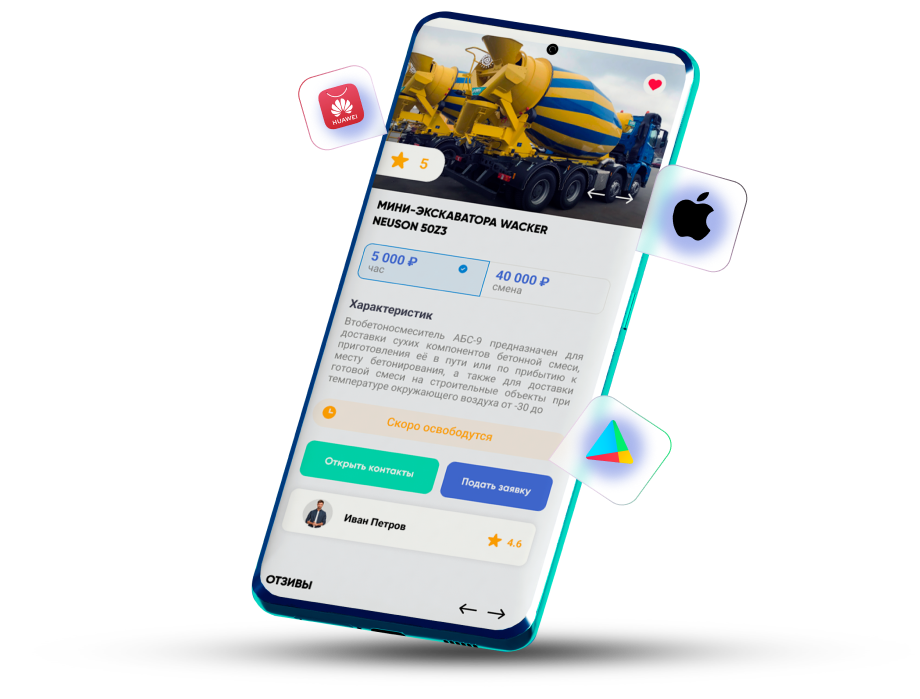 HUAWEI
5
МИНИ-ЭКСКАВАТОРА WACKER
NEUSON 50Z3
5 000 ₽
час
40 000 ₽
смена
Характеристик
Втобетоносмеситель АБС-9 предназначен для
доставки сухих компонентов бетонной смеси,
приготовления её в пути или по прибытию к
месту бетонирования, а также для доставки
готовой смеси на строительные объекты при
температуре окружающего воздуха от -30 до
Скоро освободутся
Открыть контакты
Подать заявку
Иван Петров
4.6
ОТЗИВЫ